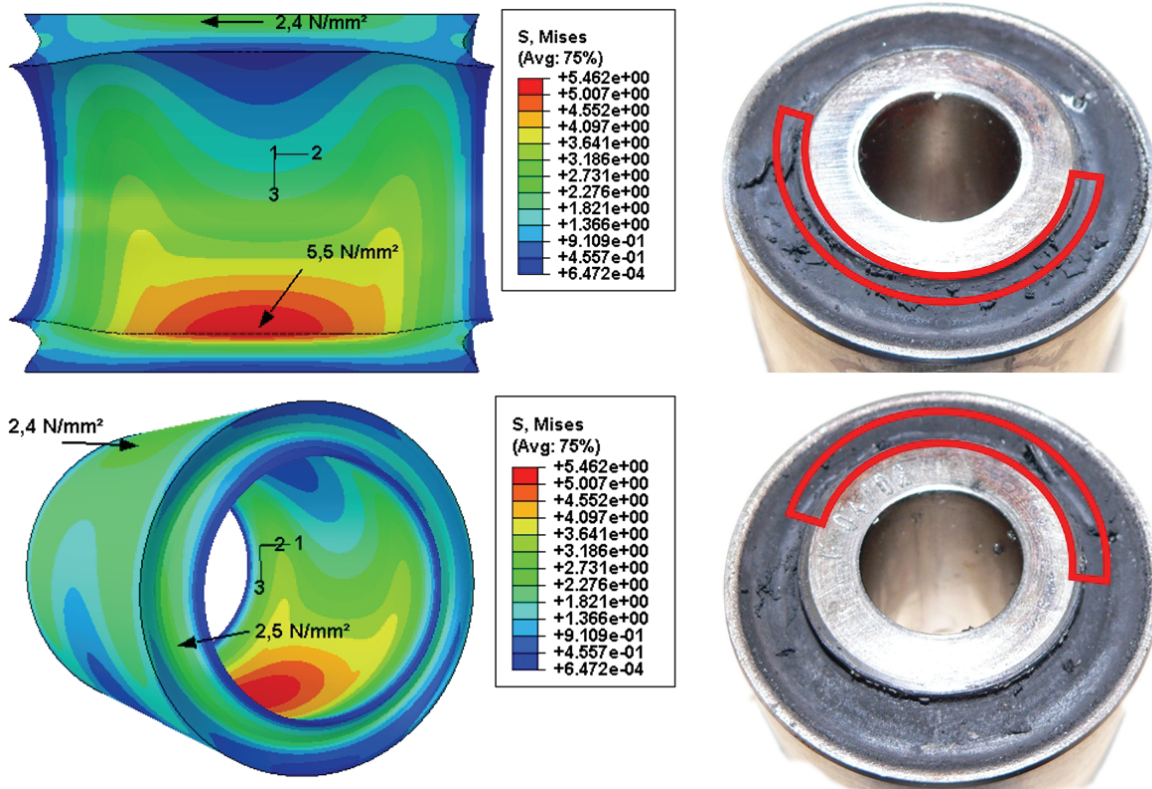 2,4 N/mm²
1
2
3
5,5 N/mm²
S, Mises
(Avg: 75%)
+5.462e+00
+5.007e+00
+4.552e+00
+4.097e+00
+3.641e+00
+3.186e+00
+2.731e+00
+2.276e+00
+1.821e+00
+1.366e+00
+9.109e-01
+4.557e-01
+6.472e-04
2,4 N/mm²
2 1
3
2,5 N/mm²
S, Mises
(Avg: 75%)
+5.462e+00
+5.007e+00
+4.552e+00
+4.097e+00
+3.641e+00
+3.186e+00
+2.731e+00
+2.276e+00
+1.821e+00
+1.366e+00
+9.109e-01
+4.557e-01
+6.472e-04